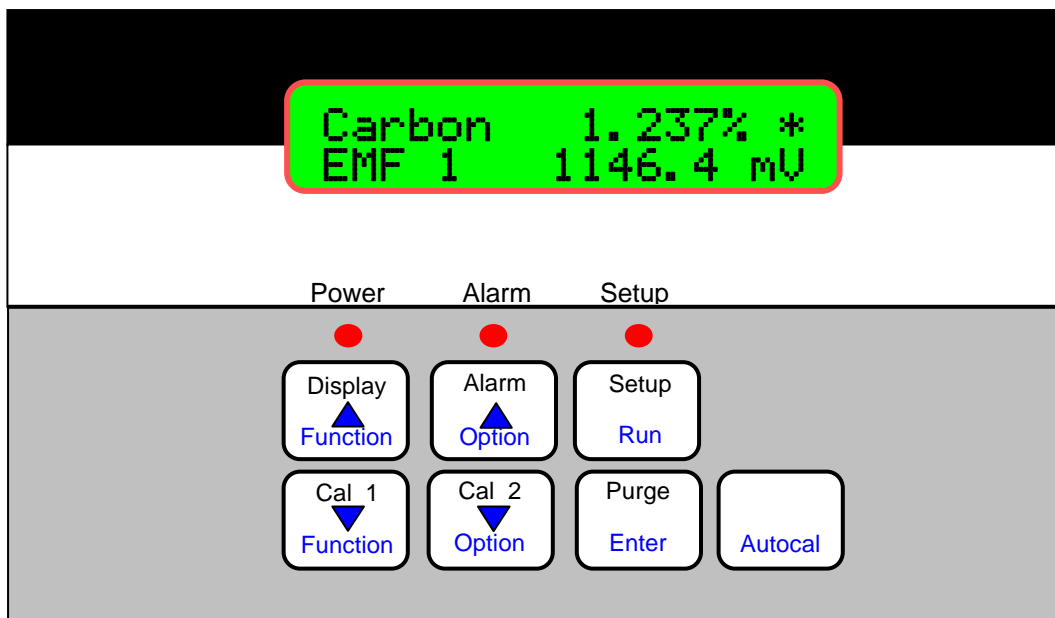 Carbon 1.237% *
EMF 1 1146.4 mV
Power Alarm Setup
Display Alarm Setup
Function Option Run
Cal 1 Cal 2 Purge
Function Option Enter Autocal